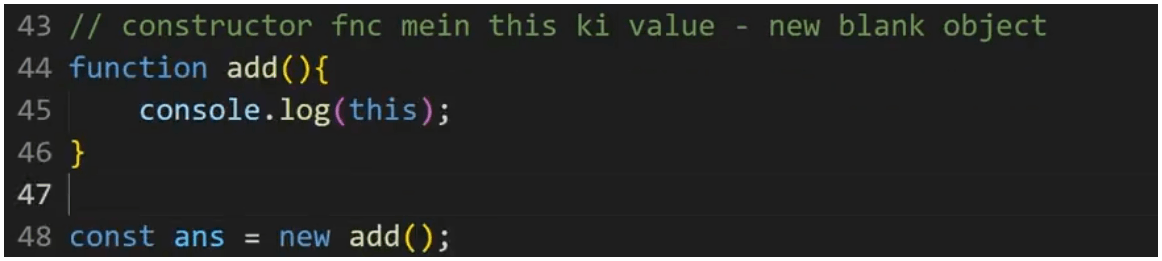 43 // constructor fnc mein this ki value - new blank object
44 function add(){
45     console.log(this);
46 }
47
48 const ans = new add();